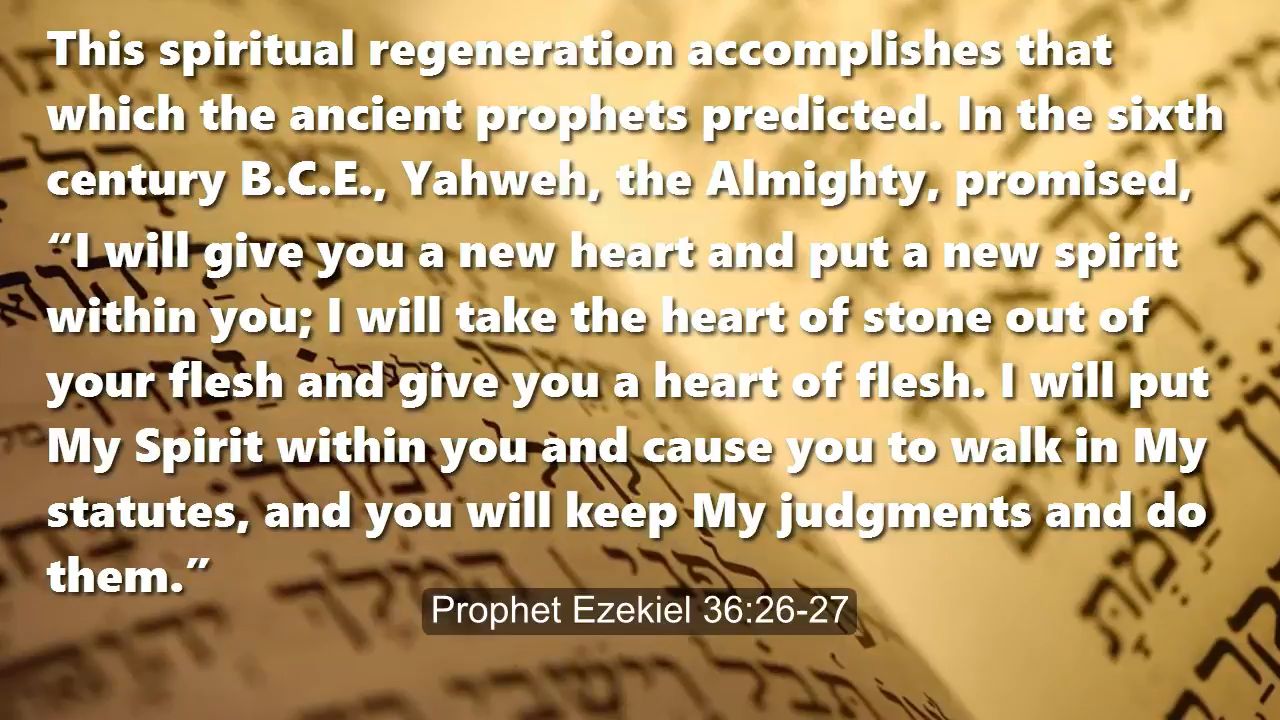 This spiritual regeneration accomplishes that
which the ancient prophets predicted. In the sixth
century B.C.E., Yahweh, the Almighty, promised,
“I will give you a new heart and put a new spirit
within you; I will take the heart of stone out of
your flesh and give you a heart of flesh. I will put
My Spirit within you and cause you to walk in My
statutes, and you will keep My judgments and do
them.”
Prophet Ezekiel 36:26-27